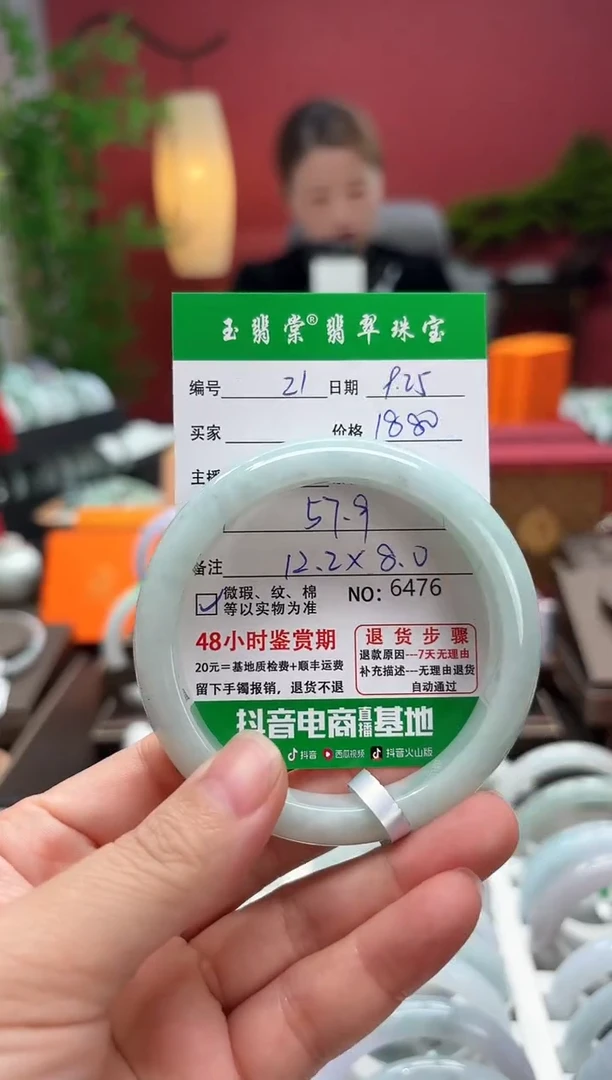 玉翡棠® 翡翠珠宝
编号 21 日期 9.25
买家 价格 1880
主播
57.9
备注 12.2×8.0
微瑕、纹、棉
等以实物为准
NO: 6476
48小时鉴赏期
20元=基地质检费+顺丰运费
留下手镯报销，退货不退
退货步骤
退款原因---7天无理由
补充描述---无理由退货
自动通过
抖音电商直播基地
抖音 西瓜视频 抖音火山版